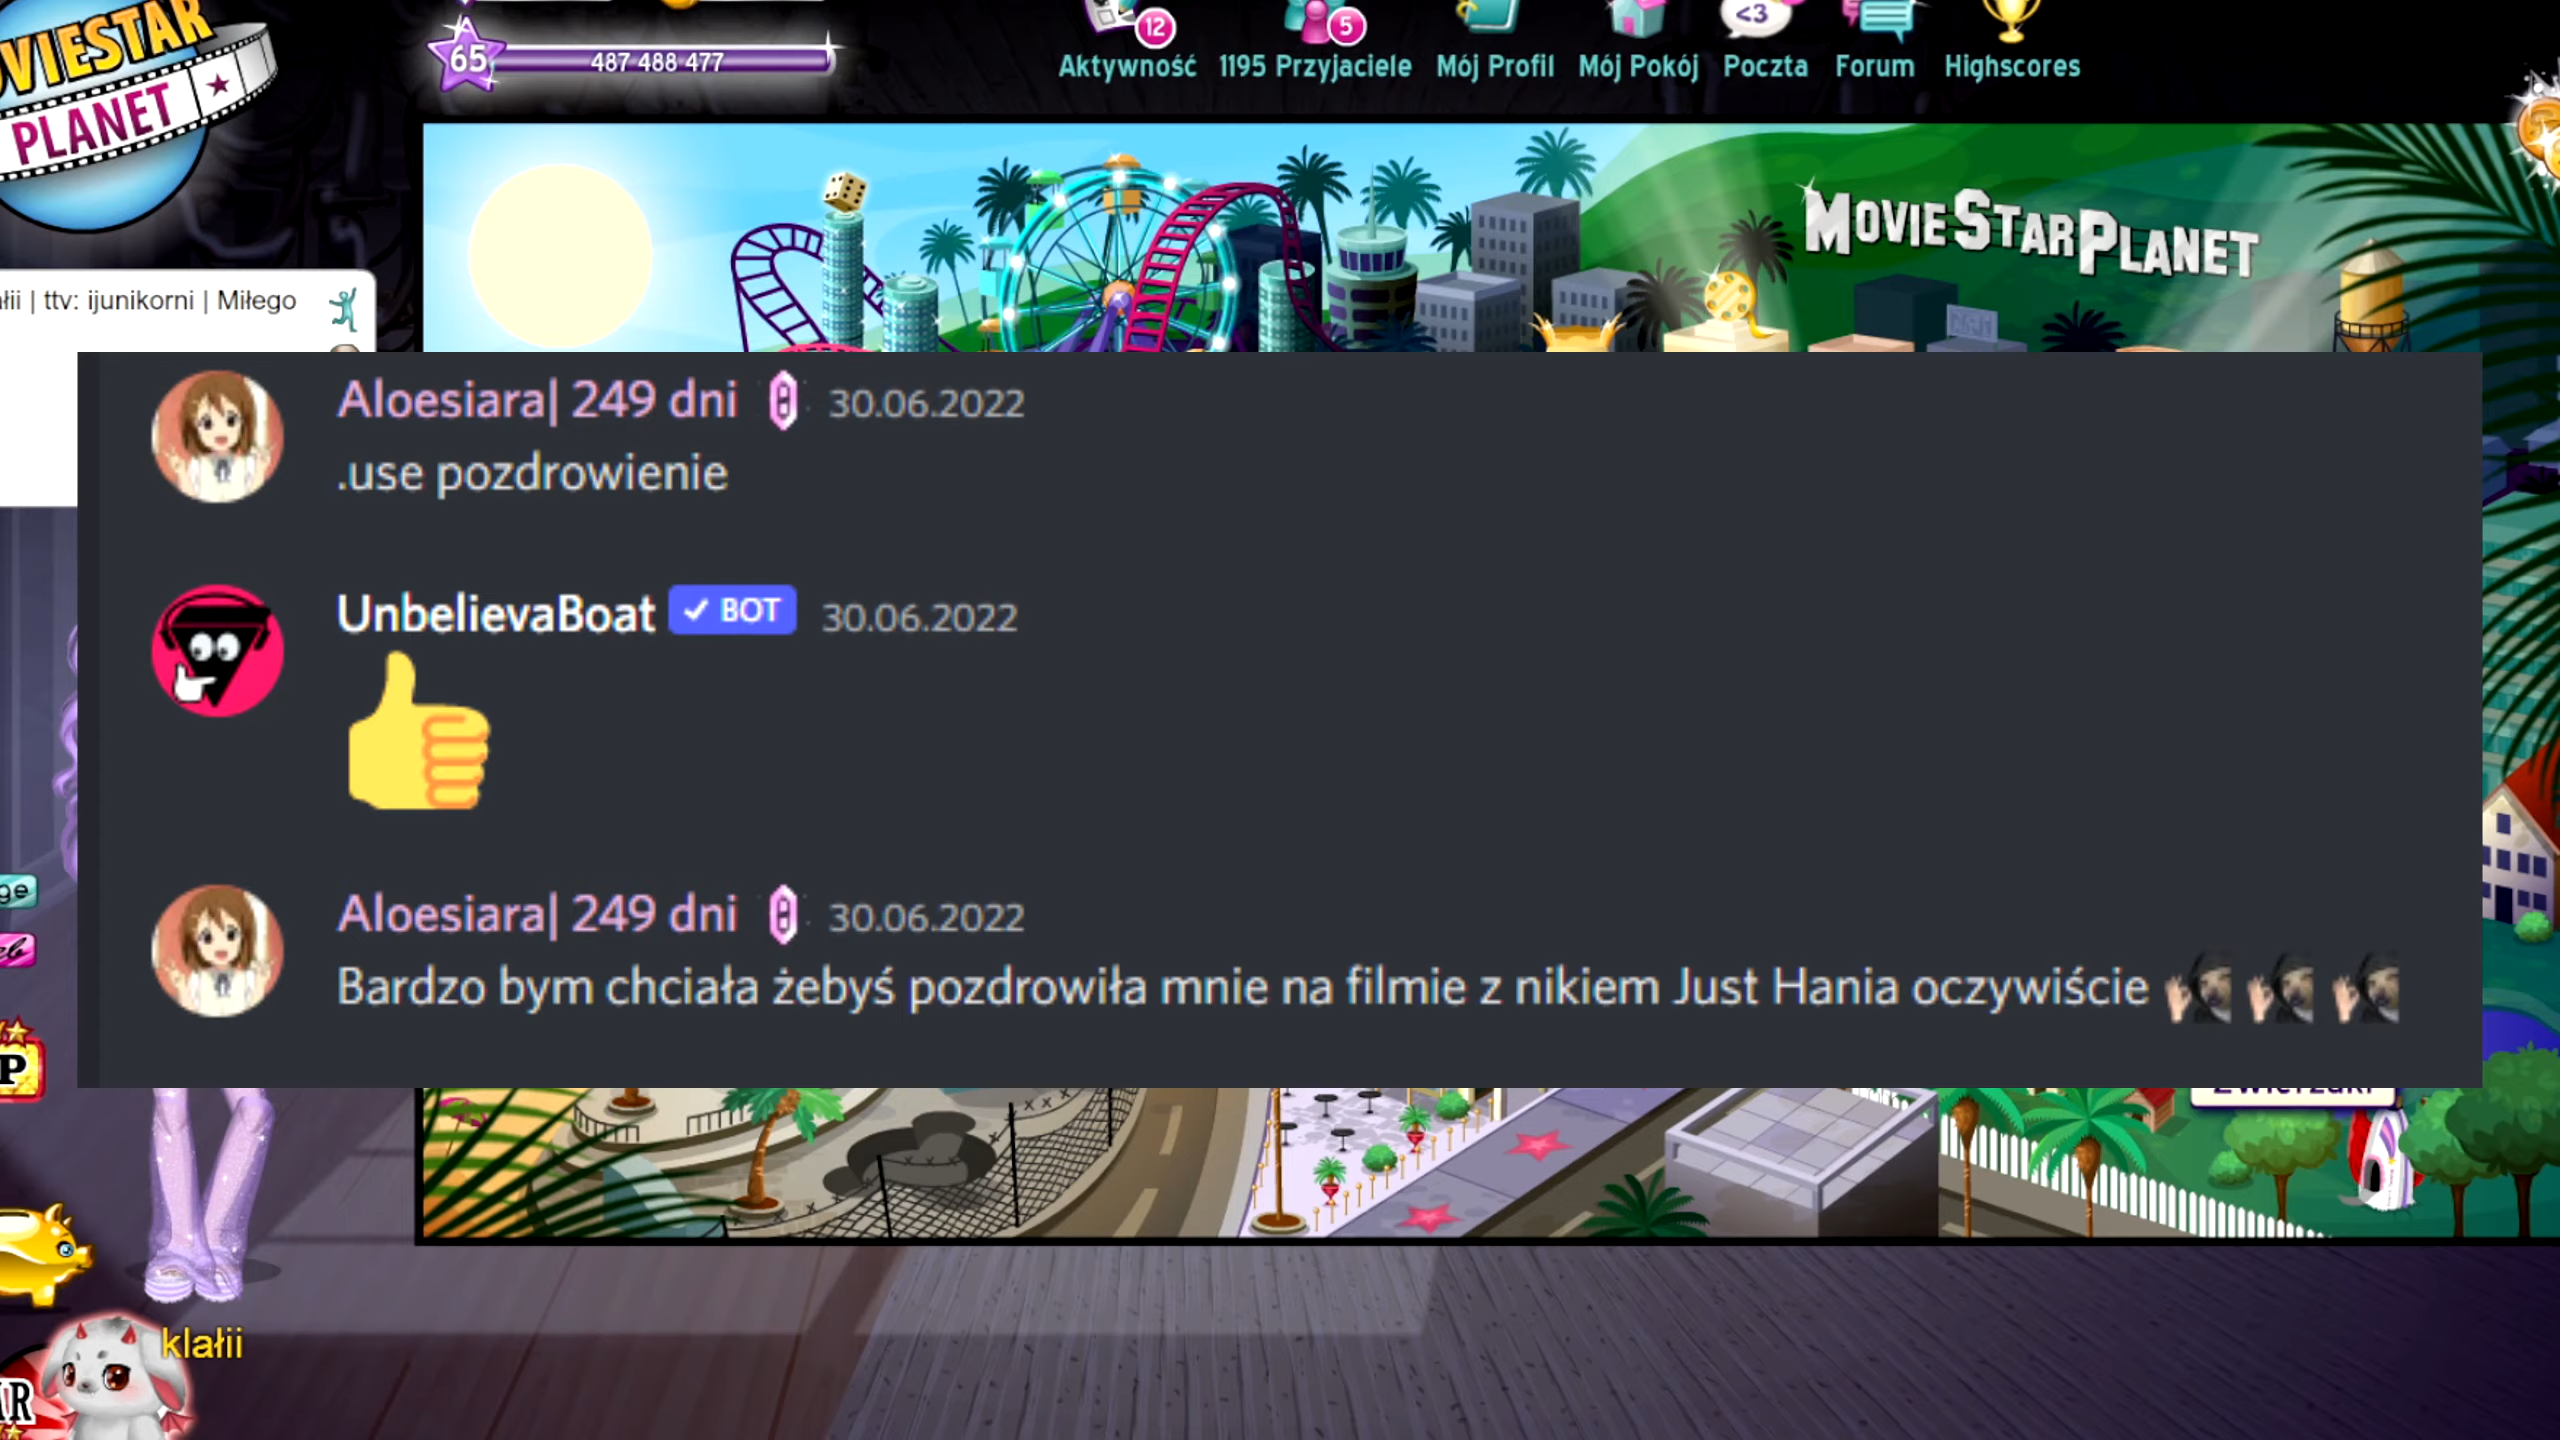 MOVIESTAR
PLANET
65
487 488 477
12
5
<3
Aktywność
1195 Przyjaciele
Mój Profil
Mój Pokój
Poczta
Forum
Highscores
MOVIESTARPLANET
| ttv: ijunikorni | Miłego
Aloesiara| 249 dni 30.06.2022
.use pozdrowienie
UnbelievaBoat ✓ BOT 30.06.2022
Aloesiara| 249 dni 30.06.2022
Bardzo bym chciała żebyś pozdrowiła mnie na filmie z nikiem Just Hania oczywiście
klałii